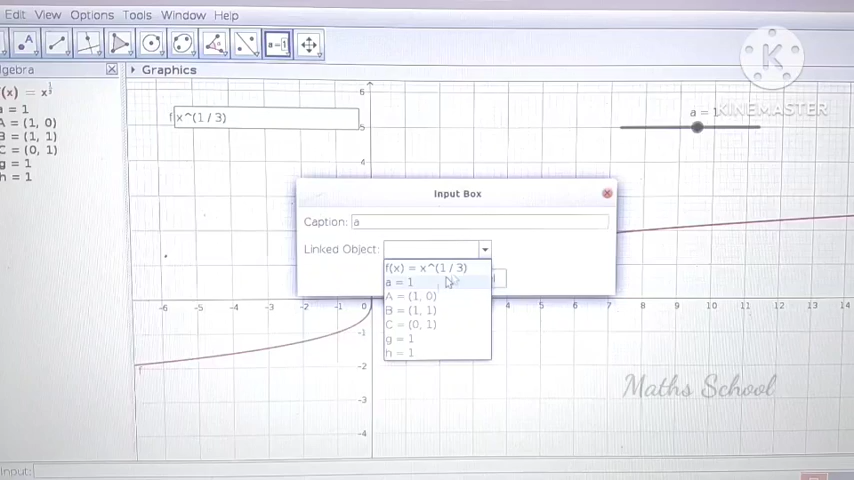 Edit View Options Tools Window Help
A
a=1
K
KINEMASTER
lgebra
Graphics
f(x) = x^(1/3)
a = 1
A = (1, 0)
B = (1, 1)
C = (0, 1)
g = 1
h = 1
f x^(1 / 3)
a = 1
6
5
4
Input Box
Caption: a
Linked Object:
f(x) = x^(1 / 3)
a = 1
A = (1, 0)
B = (1, 1)
C = (0, 1)
g = 1
h = 1
-6 -5 -4 -3 -2 -1 0 4 5 6 7 8 9 10 11 12 13 14
-1
-2
-3
-4
f
Maths School
Input: